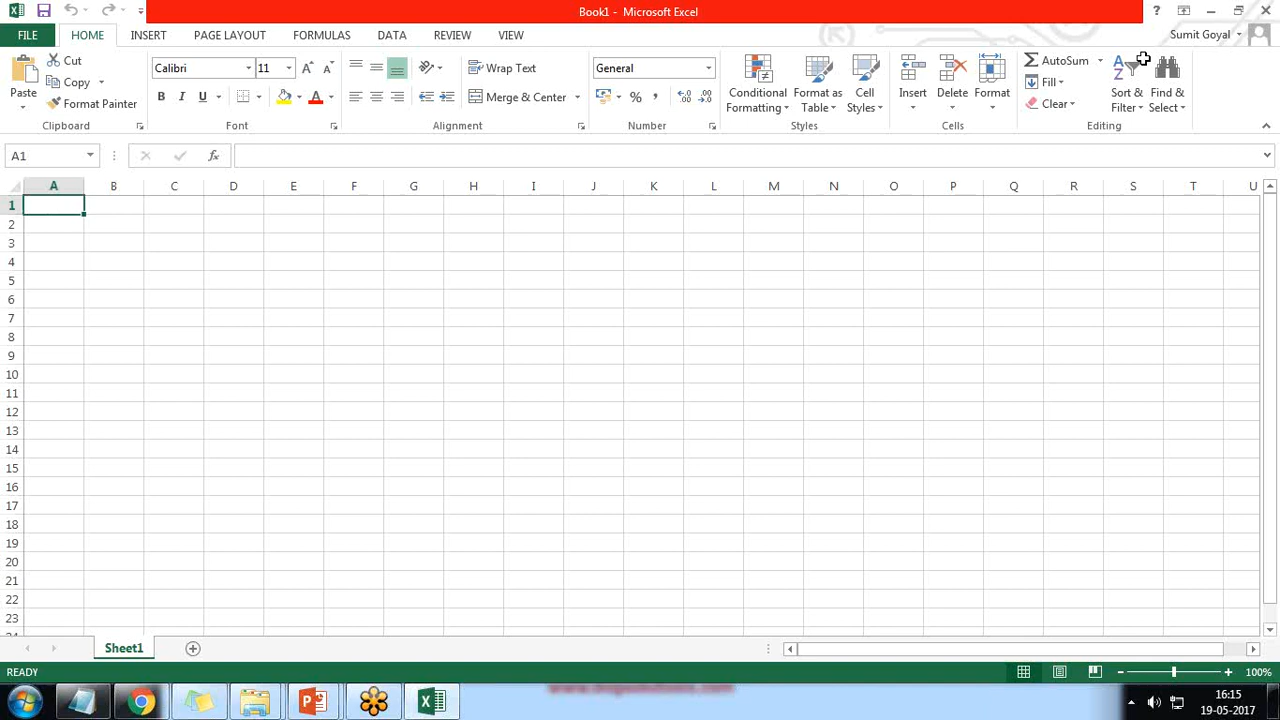 Book1 - Microsoft Excel
?
FILE HOME INSERT PAGE LAYOUT FORMULAS DATA REVIEW VIEW Sumit Goyal
Paste
Cut
Copy
Format Painter
Clipboard
Calibri 11
B I U A
Font
Wrap Text
Merge & Center
Alignment
General
%
Number
Conditional Formatting
Format as Table
Cell Styles
Styles
Insert
Delete
Format
Cells
AutoSum
Fill
Clear
Sort & Filter
Find & Select
Editing
A1 fx
A B C D E F G H I J K L M N O P Q R S T U
1
2
3
4
5
6
7
8
9
10
11
12
13
14
15
16
17
18
19
20
21
22
23
24
Sheet1
READY 100%
16:15
19-05-2017